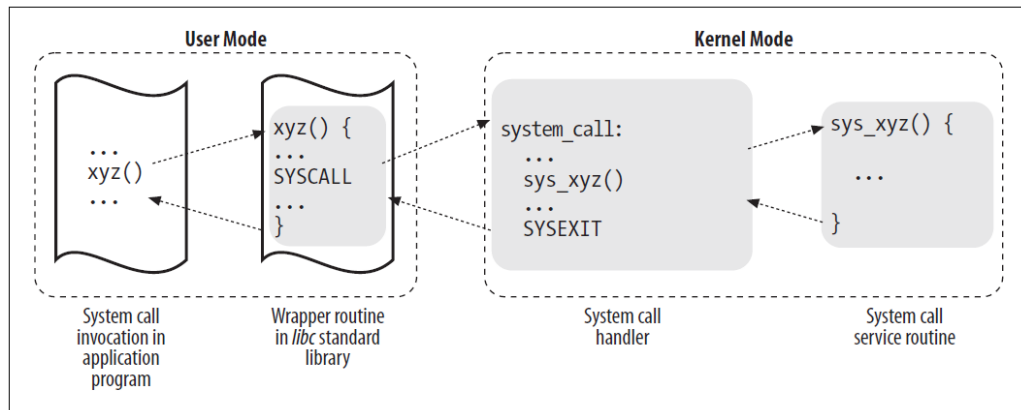 User Mode
Kernel Mode
...
xyz()
...
xyz() {
...
SYSCALL
...
}
system_call:
...
sys_xyz()
...
SYSEXIT
sys_xyz() {
...
}
System call
invocation in
application
program
Wrapper routine
in libc standard
library
System call
handler
System call
service routine